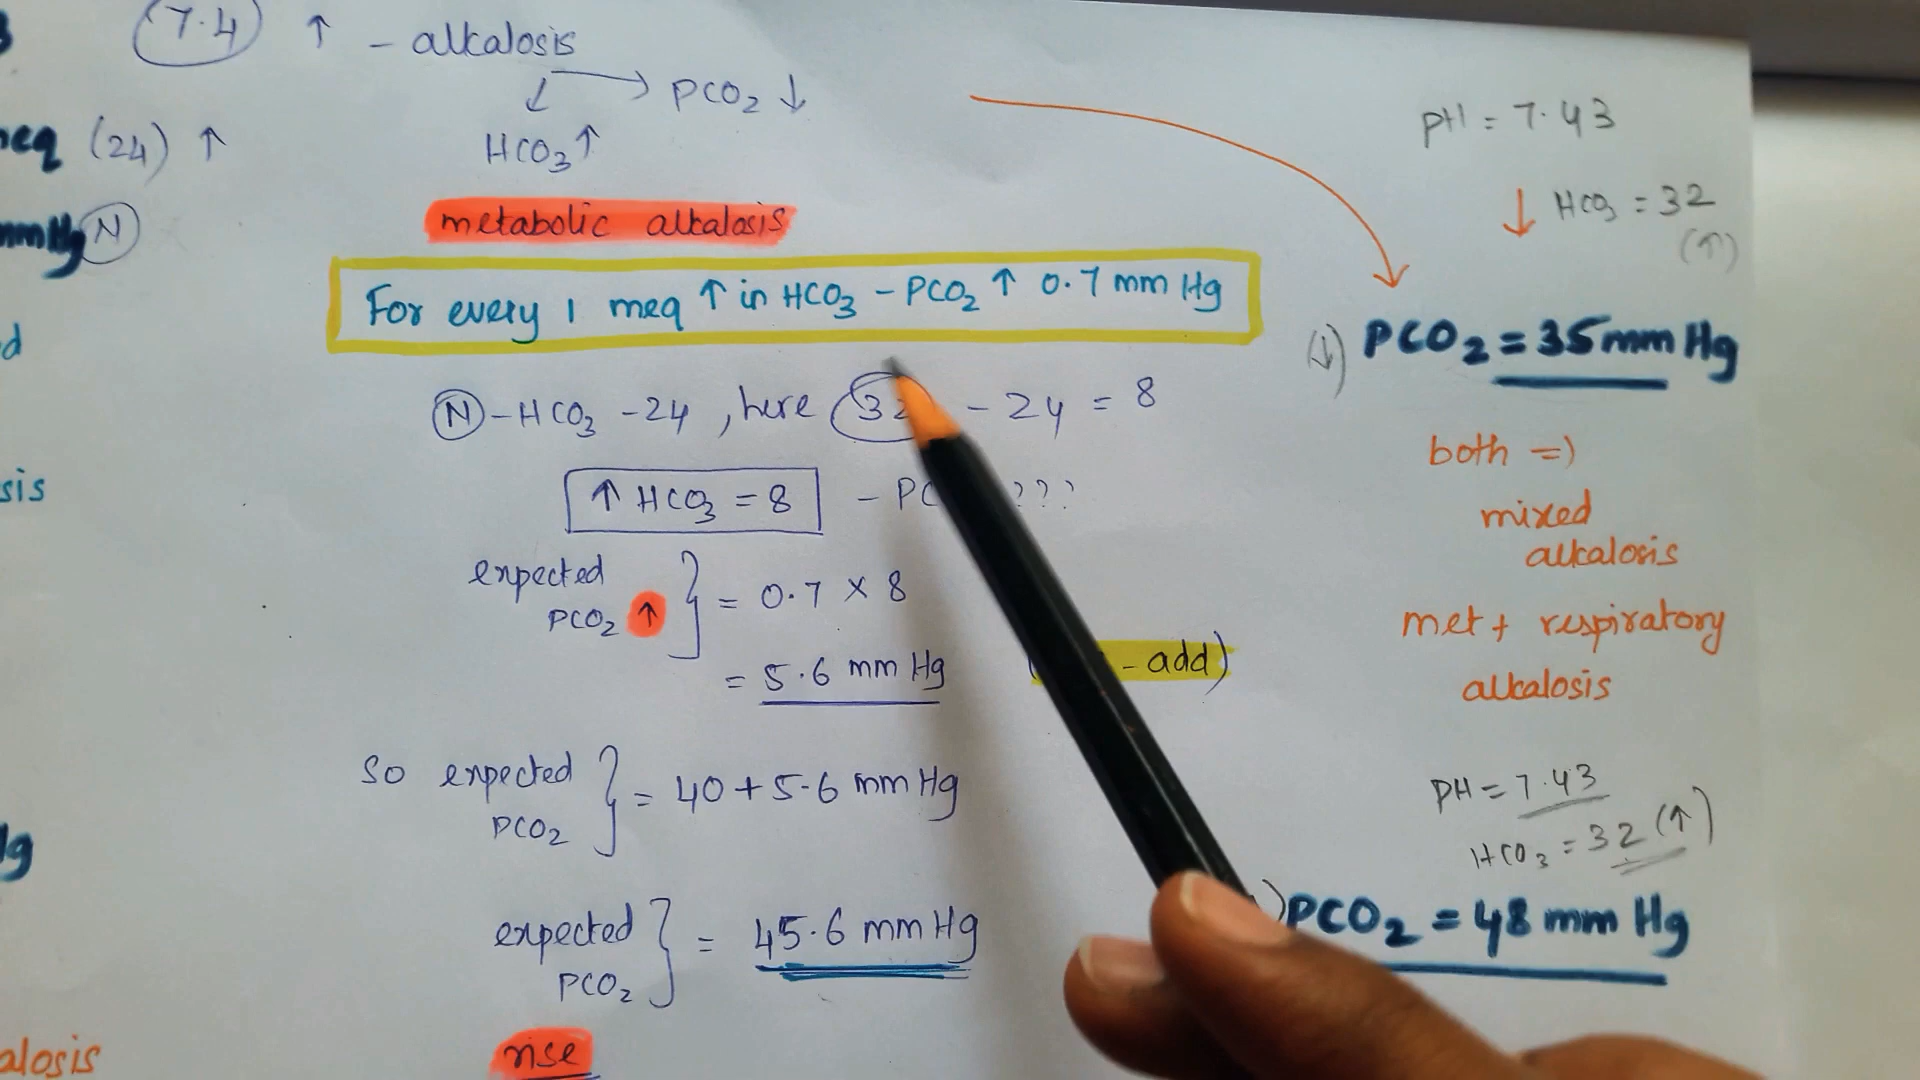 7.4 ↑ - alkalosis
PCO2 ↓
meq (24) ↑
HCO3 ↑
mmHg N
metabolic alkalosis
For every 1 meq ↑ in HCO3 - PCO2 ↑ 0.7 mm Hg
N - HCO3 - 24, here 32 - 24 = 8
↑ HCO3 = 8 - ???
expected
PCO2 ↑ } = 0.7 x 8
= 5.6 mm Hg
- add)
So expected
PCO2 } = 40 + 5.6 mm Hg
expected
PCO2 } = 45.6 mm Hg
rise
pH = 7.43
↓ HCO3 = 32
(↑)
(↓) PCO2 = 35 mm Hg
both =)
mixed
alkalosis
met + respiratory
alkalosis
PH = 7.43
HCO3 = 32 (↑)
) PCO2 = 48 mm Hg